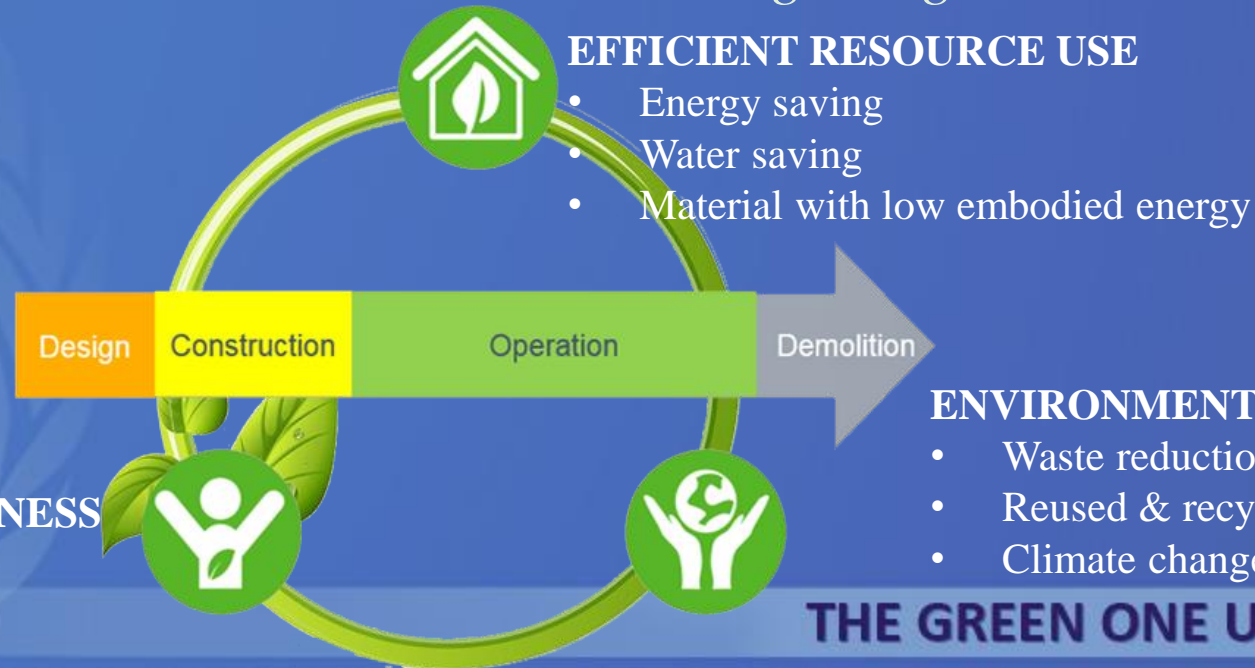 EFFICIENT RESOURCE USE
• Energy saving
• Water saving
• Material with low embodied energy
Design Construction Operation Demolition
ENVIRONMENT
• Waste reductio
• Reused & recy
• Climate change
NESS
THE GREEN ONE U